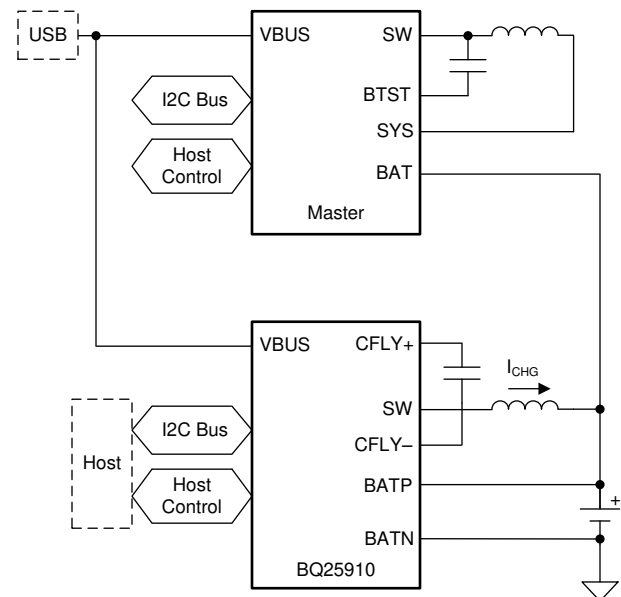 USB
VBUS
SW
I2C Bus
BTST
SYS
Host
Control
BAT
Master
VBUS
CFLY+
ICHG
SW
I2C Bus
Host
CFLY–
Host
Control
BATP
+
BATN
BQ25910